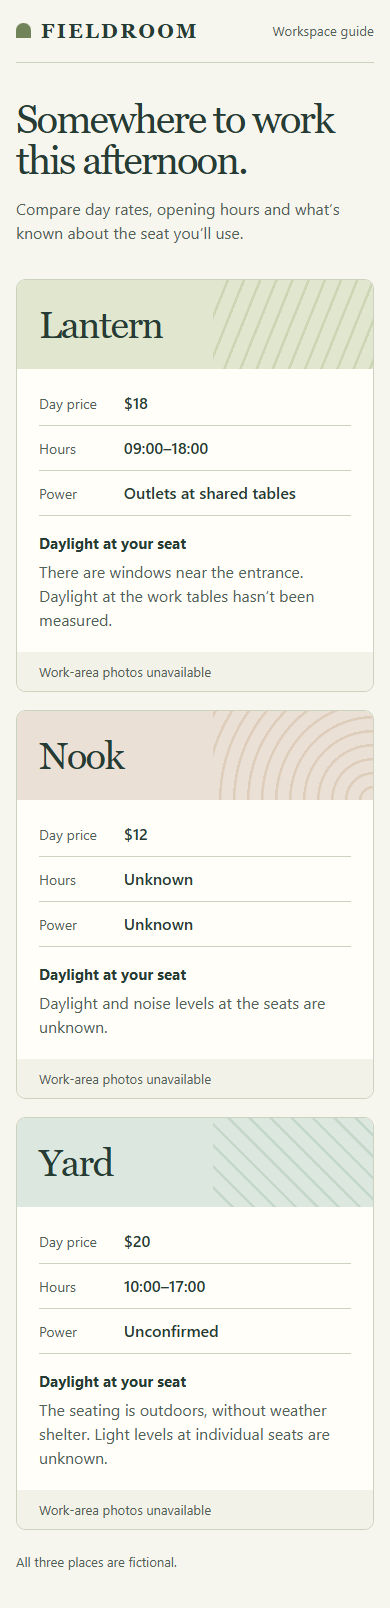 FIELDROOM
Workspace guide
Somewhere to work
this afternoon.
Compare day rates, opening hours and what’s
known about the seat you’ll use.
Lantern
Day price $18
Hours 09:00–18:00
Power Outlets at shared tables
Daylight at your seat
There are windows near the entrance.
Daylight at the work tables hasn’t been
measured.
Work-area photos unavailable
Nook
Day price $12
Hours Unknown
Power Unknown
Daylight at your seat
Daylight and noise levels at the seats are
unknown.
Work-area photos unavailable
Yard
Day price $20
Hours 10:00–17:00
Power Unconfirmed
Daylight at your seat
The seating is outdoors, without weather
shelter. Light levels at individual seats are
unknown.
Work-area photos unavailable
All three places are fictional.